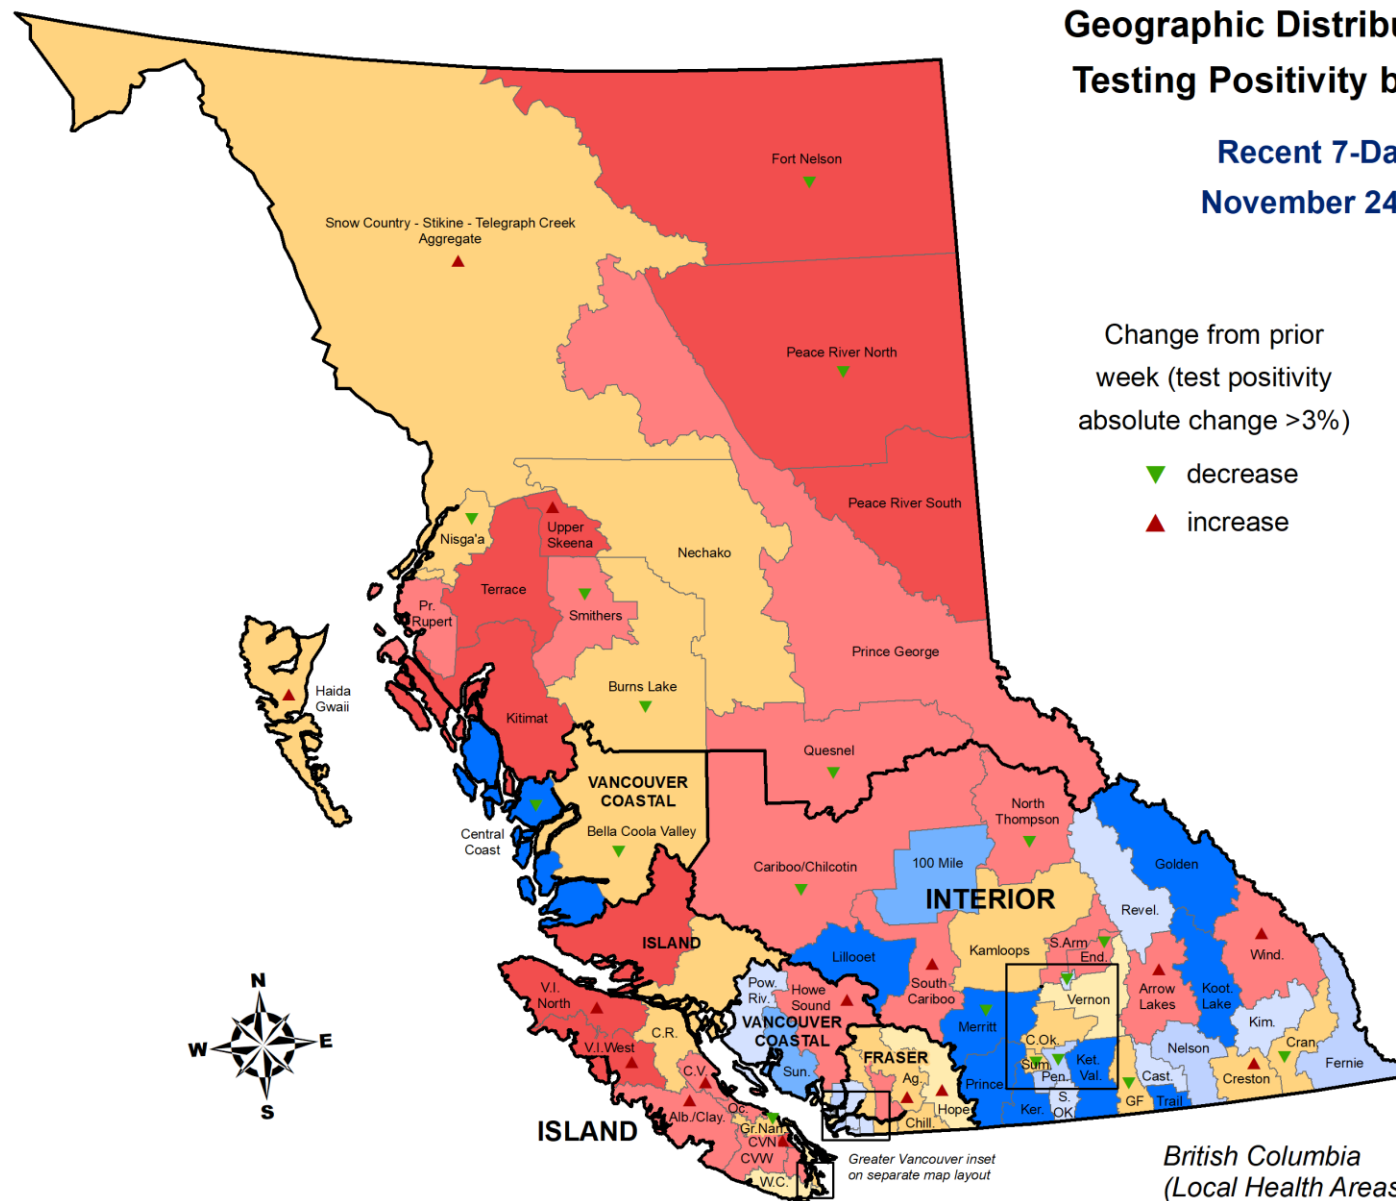 Geographic Distribu
Testing Positivity b
Recent 7-Da
November 24
Change from prior
week (test positivity
absolute change >3%)
decrease
increase
Fort Nelson
Snow Country - Stikine - Telegraph Creek
Aggregate
Peace River North
Peace River South
Upper
Skeena
Nisga'a
Nechako
Terrace
Pr.
Rupert
Smithers
Prince George
Haida
Gwaii
Burns Lake
Kitimat
Quesnel
VANCOUVER
COASTAL
North
Thompson
Central
Coast
Bella Coola Valley
Cariboo/Chilcotin
100 Mile
Golden
INTERIOR
Revel.
ISLAND
Kamloops
S.Arm
End.
Wind.
Lillooet
South
Cariboo
Arrow
Lakes
Koot.
Lake
V.I.
North
Pow.
Riv.
Howe
Sound
Vernon
Kim.
VANCOUVER
COASTAL
Merritt
C.R.
C.Ok.
Cran.
V.I.West
FRASER
Nelson
Fernie
Sum.
Pen.
Ket.
Val.
C.V.
Sun.
Ag.
Prince
Cast.
Creston
Hope
Alb./Clay.
Oc.
Chill.
Ker.
S.
OK
GF
Trail
Gr.Nan.
ISLAND
CVN
CVW
W.C.
Greater Vancouver inset
on separate map layout
N
W
E
S
British Columbia
(Local Health Areas